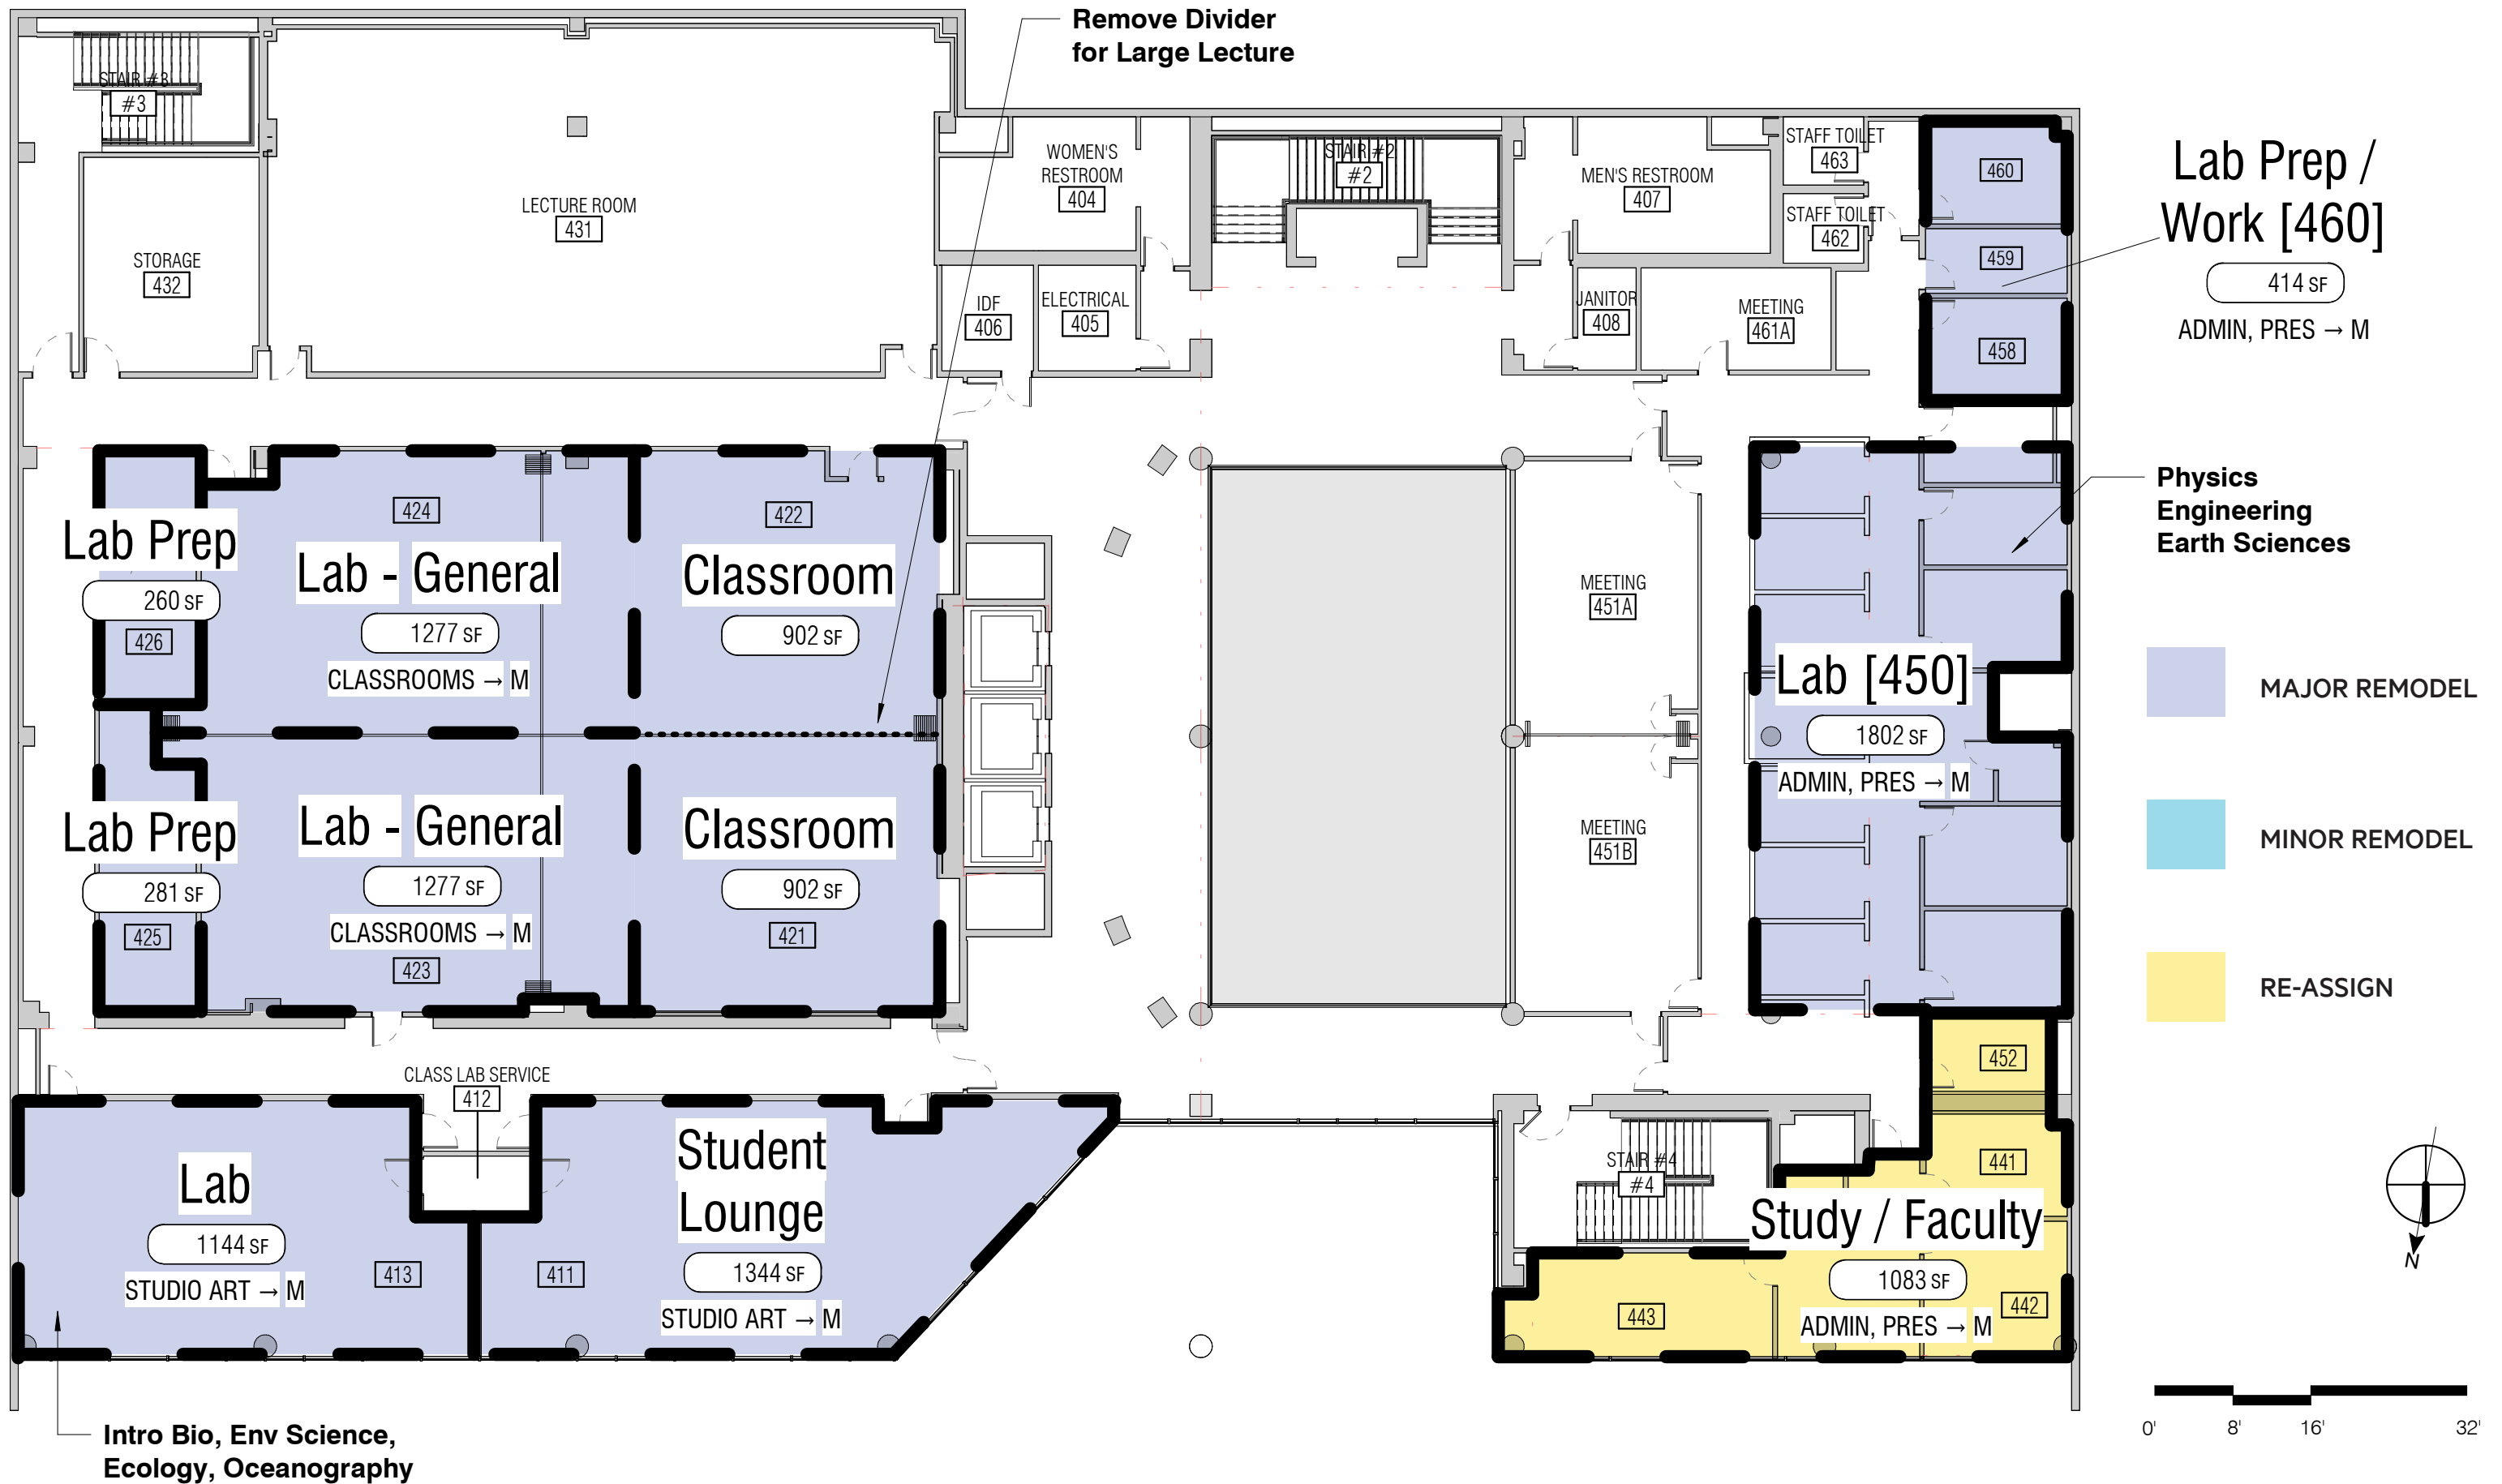 Remove Divider
for Large Lecture
STAIR #3
#3
STORAGE
432
LECTURE ROOM
431
WOMEN'S
RESTROOM
404
IDF
406
ELECTRICAL
405
STAIR #2
#2
MEN'S RESTROOM
407
JANITOR
408
MEETING
461A
STAFF TOILET
463
STAFF TOILET
462
460
459
458
Lab Prep /
Work [460]
414 SF
ADMIN, PRES → M
Lab Prep
260 SF
426
424
Lab - General
1277 SF
CLASSROOMS → M
422
Classroom
902 SF
Lab Prep
281 SF
425
Lab - General
1277 SF
CLASSROOMS → M
423
Classroom
902 SF
421
MEETING
451A
MEETING
451B
Lab [450]
1802 SF
ADMIN, PRES → M
Physics
Engineering
Earth Sciences
MAJOR REMODEL
MINOR REMODEL
RE-ASSIGN
CLASS LAB SERVICE
412
Lab
1144 SF
STUDIO ART → M
413
411
Student
Lounge
1344 SF
STUDIO ART → M
STAIR #4
#4
452
441
Study / Faculty
1083 SF
442
443
ADMIN, PRES → M
N
0' 8' 16' 32'
Intro Bio, Env Science,
Ecology, Oceanography